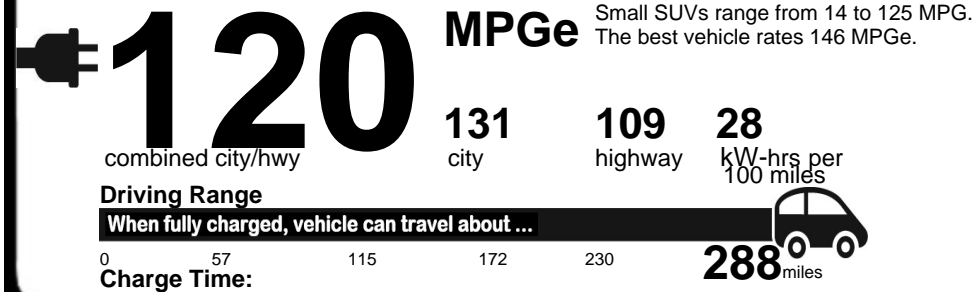 120 MPGe
Small SUVs range from 14 to 125 MPG.
The best vehicle rates 146 MPGe.
combined city/hwy
131
city
109
highway
28
kW-hrs per
100 miles
Driving Range
When fully charged, vehicle can travel about ...
0 57 115 172 230 288 miles
Charge Time: